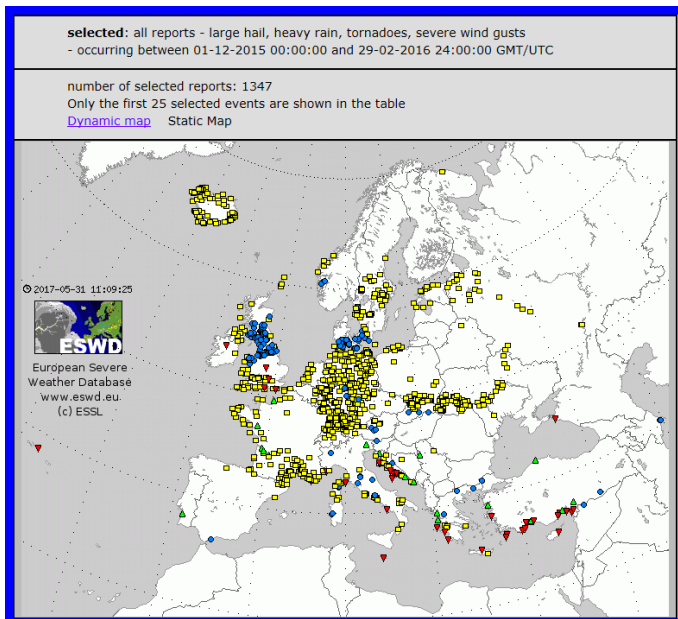 selected: all reports - large hail, heavy rain, tornadoes, severe wind gusts
- occurring between 01-12-2015 00:00:00 and 29-02-2016 24:00:00 GMT/UTC
number of selected reports: 1347
Only the first 25 selected events are shown in the table
Dynamic map Static Map
2017-05-31 11:09:25
ESWD
European Severe
Weather Database
www.eswd.eu
(c) ESSL